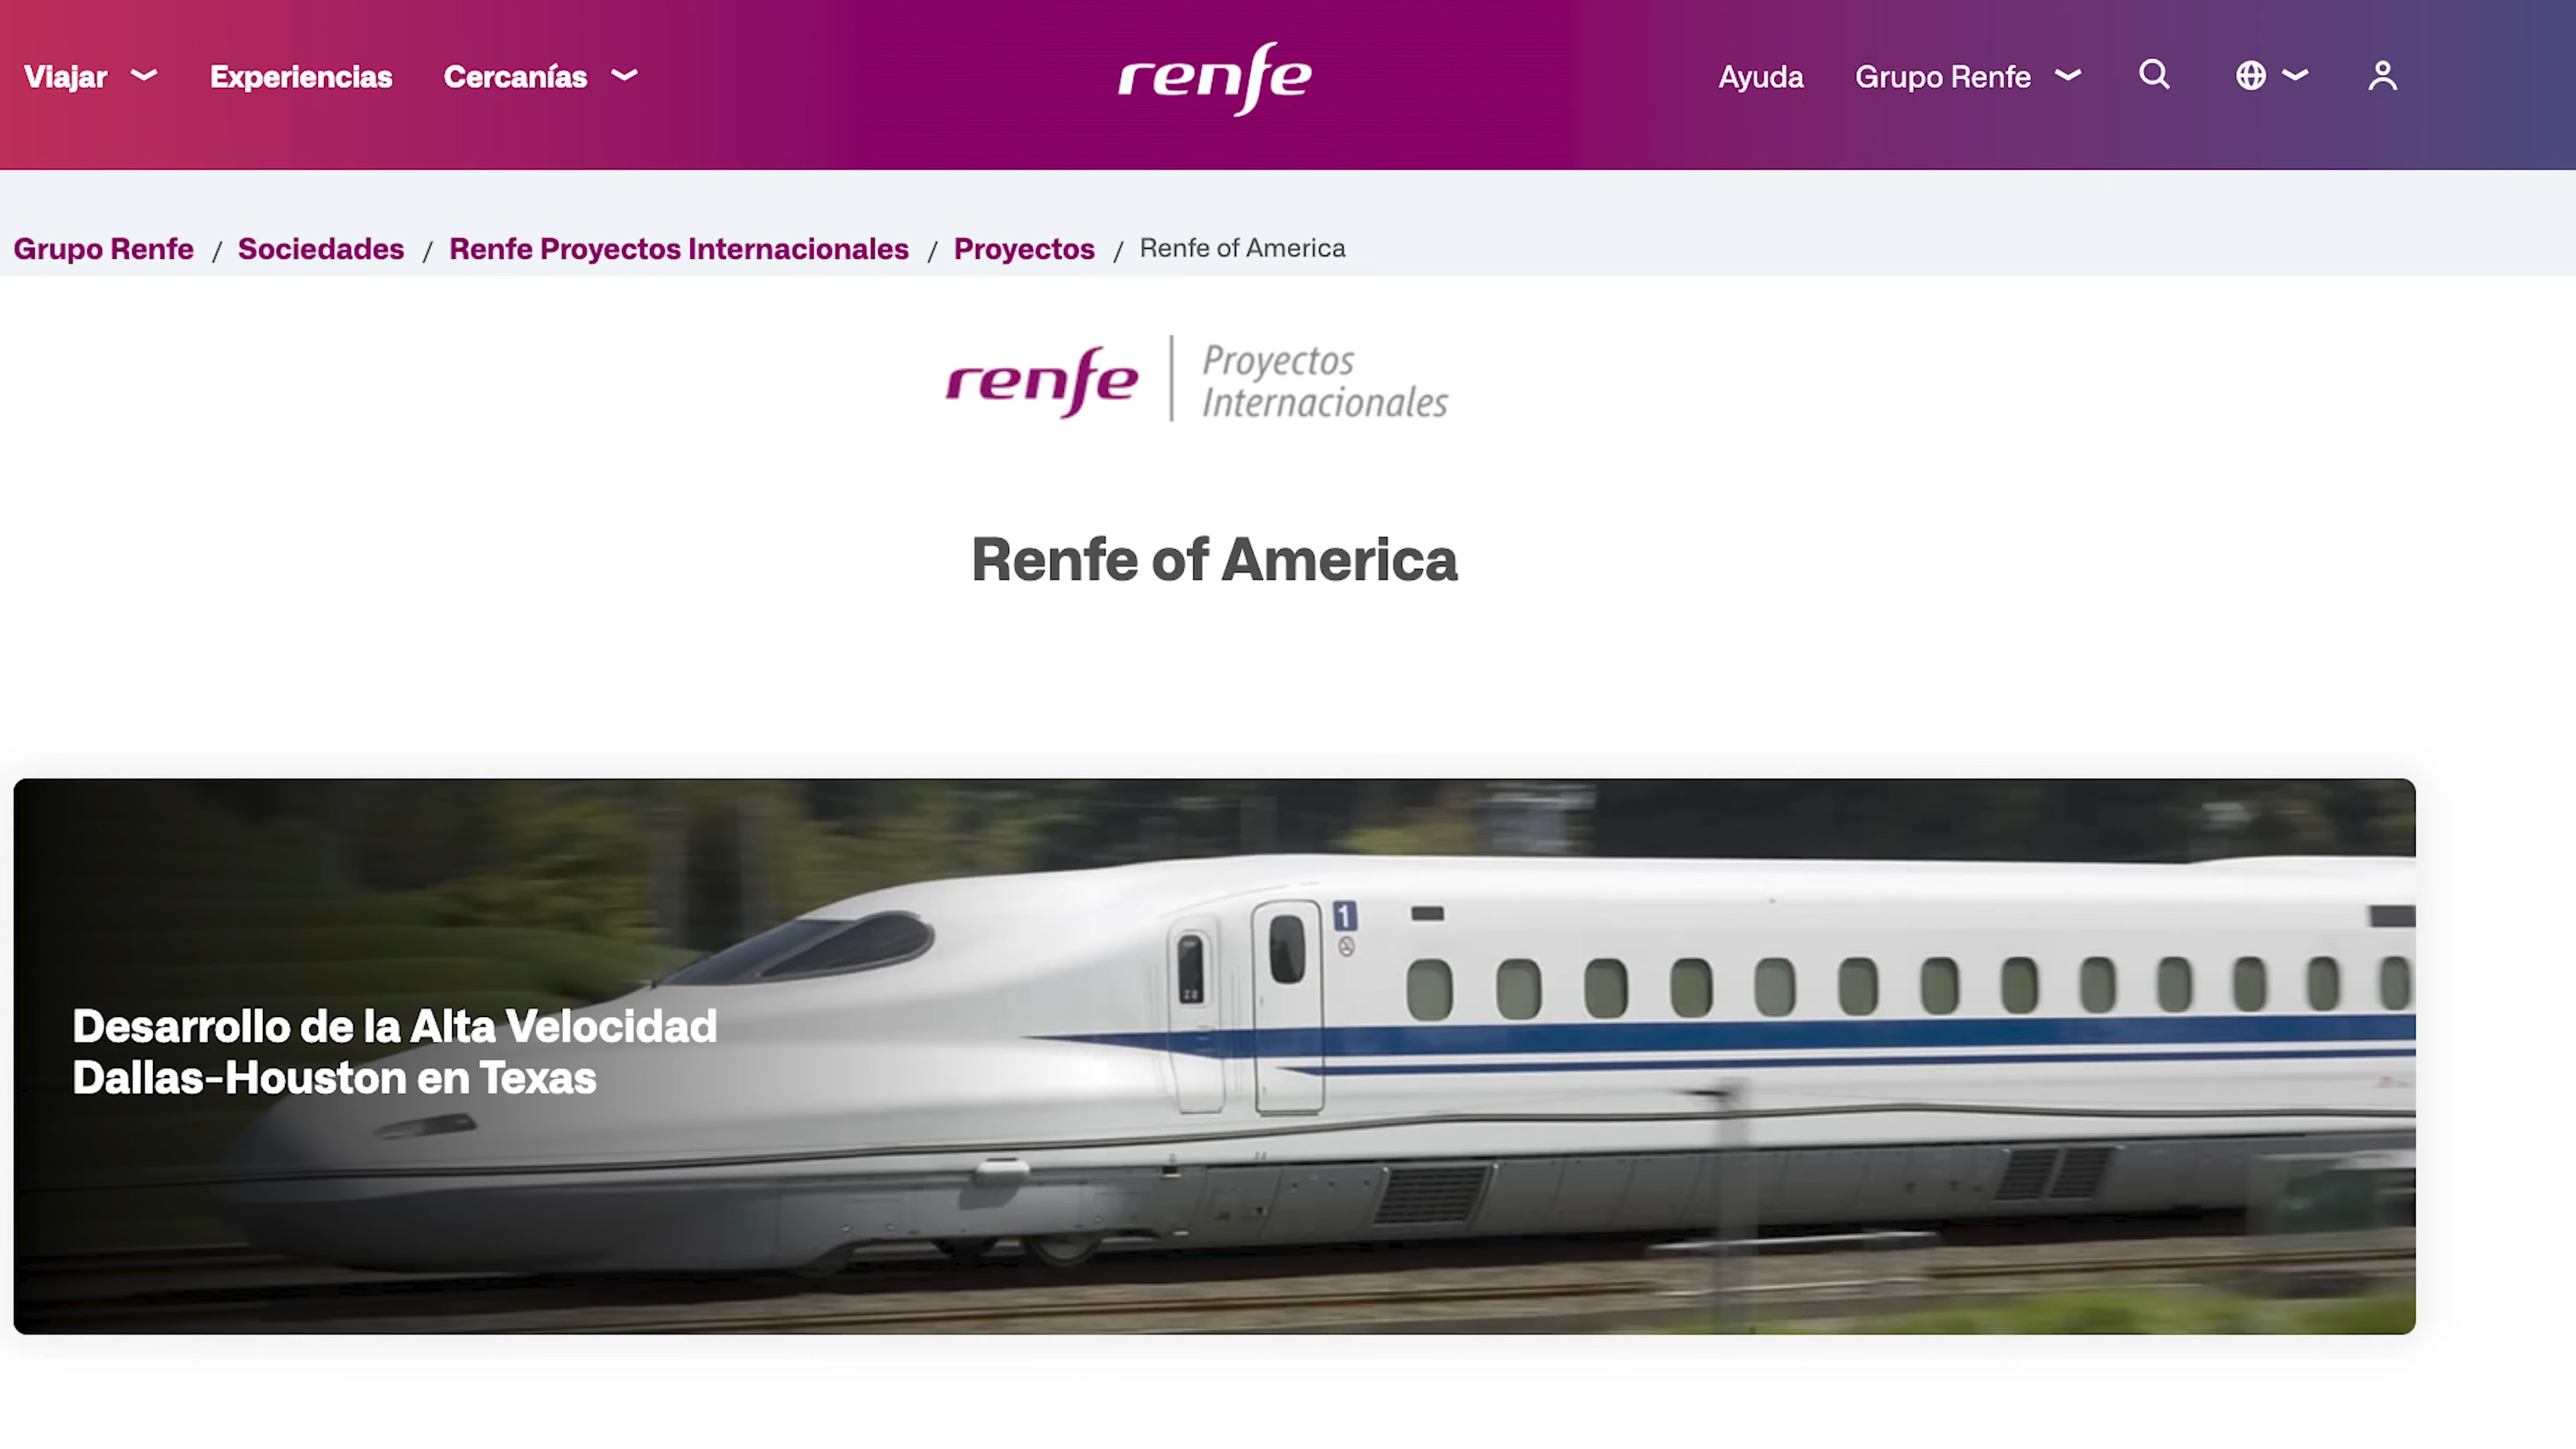 Viajar Experiencias Cercanías renfe Ayuda Grupo Renfe
Grupo Renfe / Sociedades / Renfe Proyectos Internacionales / Proyectos / Renfe of America
renfe Proyectos
Internacionales
Renfe of America
1
Desarrollo de la Alta Velocidad
Dallas-Houston en Texas